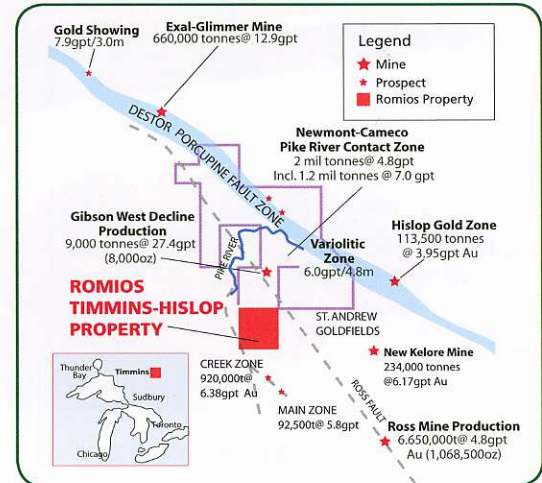 Gold Showing
7.9gpt/3.0m
Exal-Glimmer Mine
660,000 tonnes@ 12.9gpt
Legend
Mine
Prospect
Romios Property
DESTOR PORCUPINE FAULT ZONE
Newmont-Cameco
Pike River Contact Zone
2 mil tonnes@ 4.8gpt
Incl. 1.2 mil tonnes @ 7.0 gpt
Gibson West Decline
Production
9,000 tonnes@ 27.4gpt
(8,000oz)
PIKE RIVER
Variolitic
Zone
6.0gpt/4.8m
Hislop Gold Zone
113,500 tonnes
@ 3.95gpt Au
ROMIOS
TIMMINS-HISLOP
PROPERTY
ST. ANDREW
GOLDFIELDS
New Kelore Mine
234,000 tonnes
@6.17gpt Au
CREEK ZONE
920,000t@
6.38gpt Au
MAIN ZONE
92,500t@ 5.8gpt
ROSS FAULT
Ross Mine Production
6.650,000t@ 4.8gpt
Au (1,068,500oz)
Thunder
Bay
Timmins
Sudbury
Toronto
Chicago